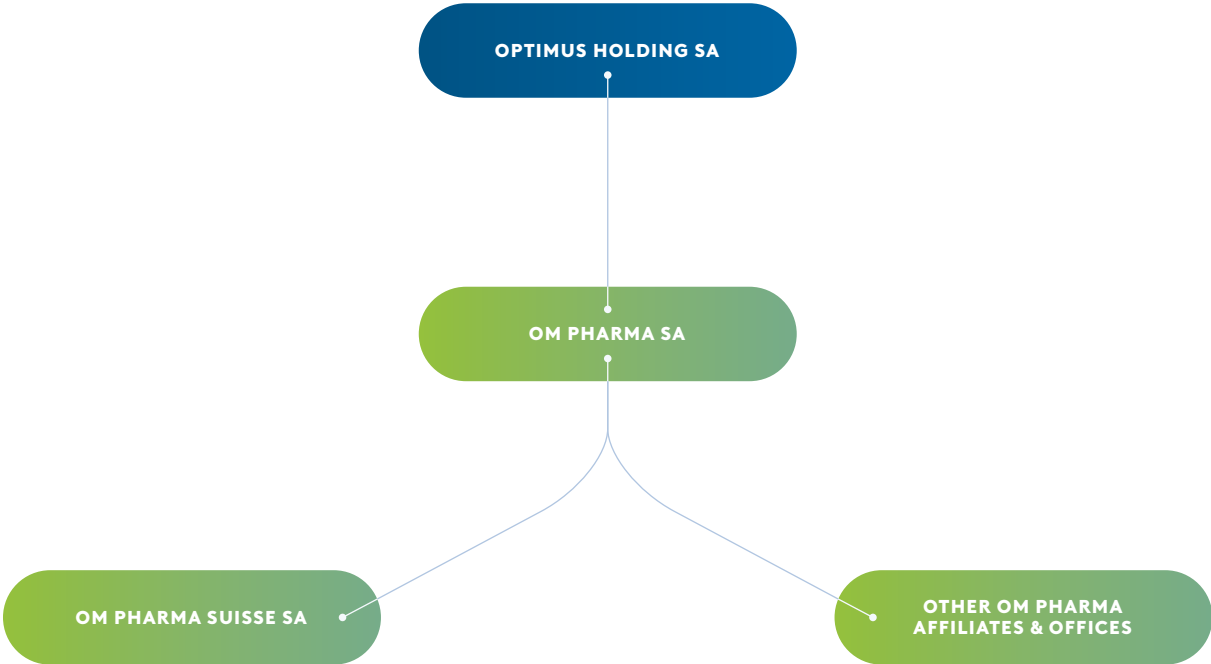 OPTIMUS HOLDING SA
OM PHARMA SA
OM PHARMA SUISSE SA
OTHER OM PHARMA
AFFILIATES & OFFICES